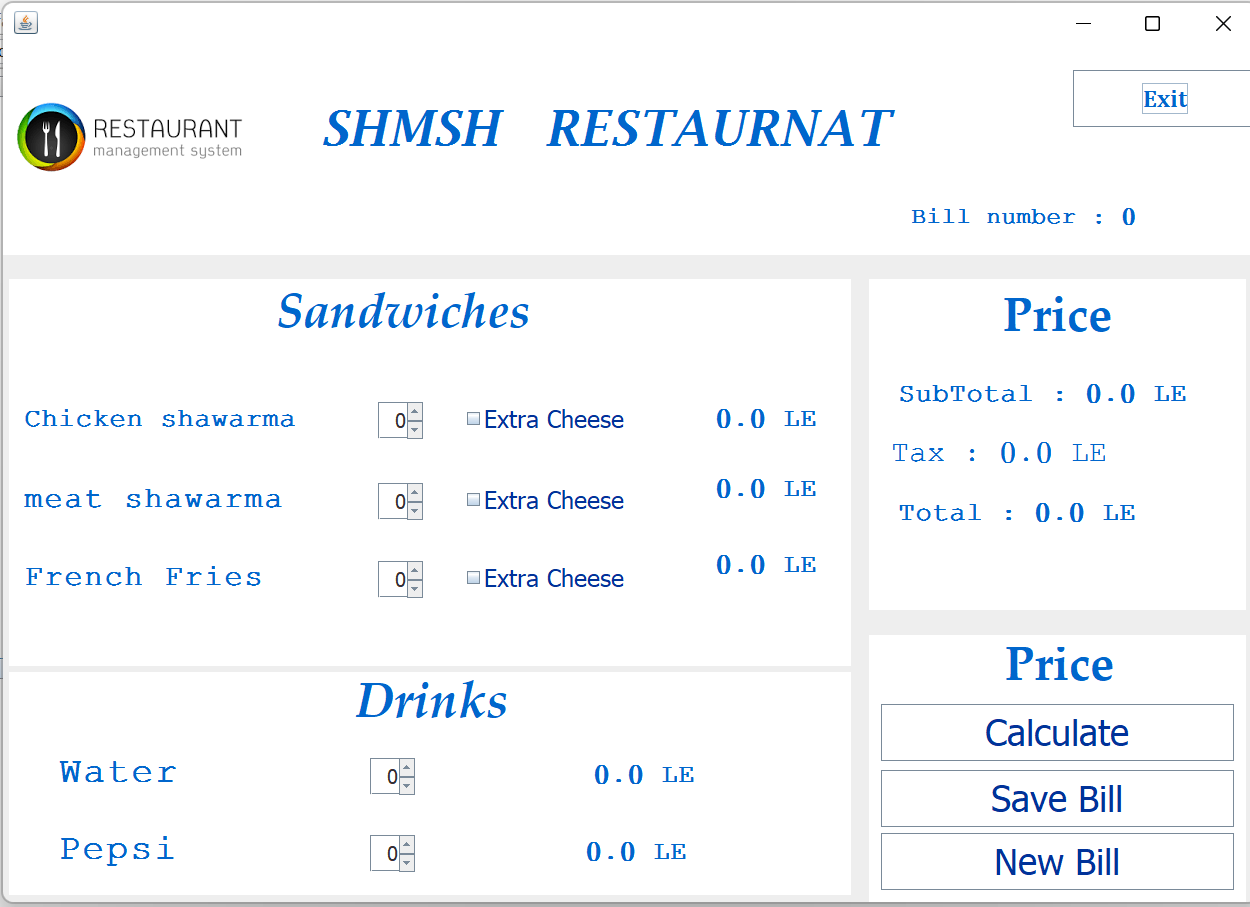 RESTAURANT
management system
SHMSH RESTAURNAT
Exit
Bill number : 0
Sandwiches
Chicken shawarma 0 Extra Cheese 0.0 LE
meat shawarma 0 Extra Cheese 0.0 LE
French Fries 0 Extra Cheese 0.0 LE
Drinks
Water 0 0.0 LE
Pepsi 0 0.0 LE
Price
SubTotal : 0.0 LE
Tax : 0.0 LE
Total : 0.0 LE
Price
Calculate
Save Bill
New Bill